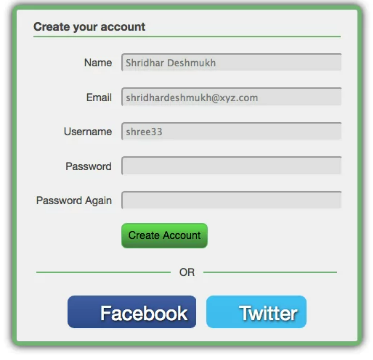 Create your account
Name Shridhar Deshmukh
Email shridhardeshmukh@xyz.com
Username shree33
Password
Password Again
Create Account
OR
Facebook Twitter